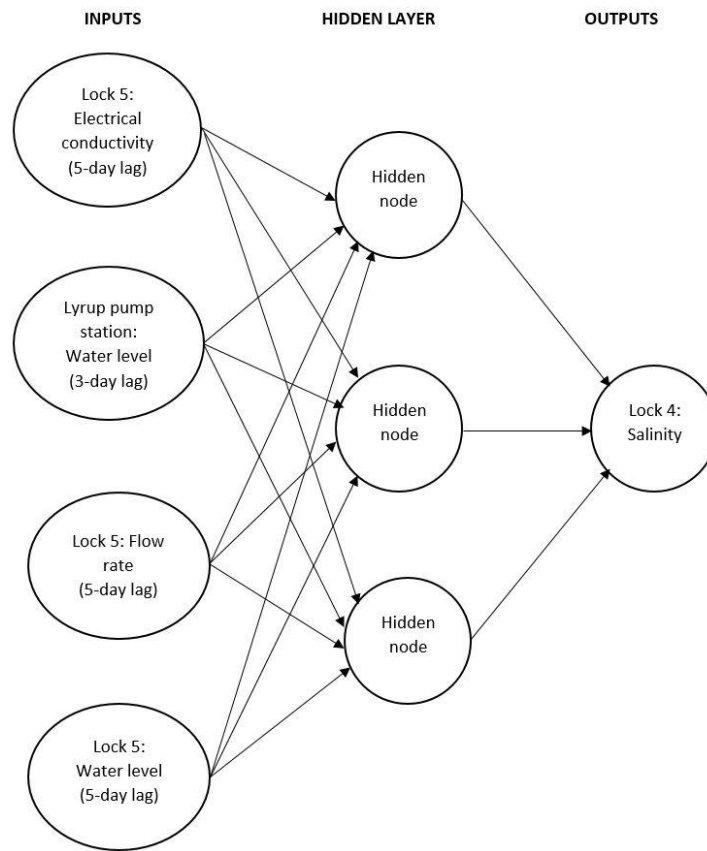 INPUTS
HIDDEN LAYER
OUTPUTS
Lock 5:
Electrical
conductivity
(5-day lag)
Lyrup pump
station:
Water level
(3-day lag)
Lock 5: Flow
rate
(5-day lag)
Lock 5:
Water level
(5-day lag)
Hidden
node
Hidden
node
Hidden
node
Lock 4:
Salinity